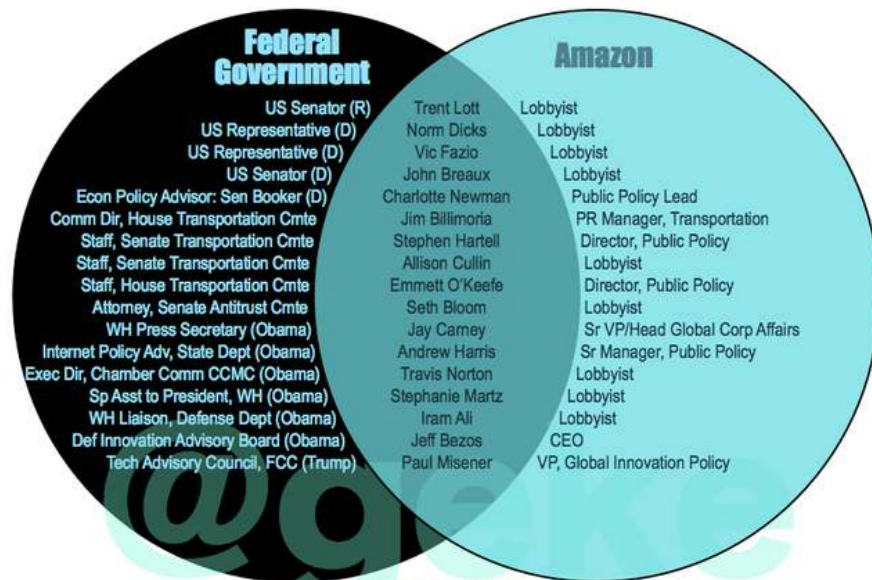 Federal
Government
Amazon
US Senator (R) Trent Lott Lobbyist
US Representative (D) Norm Dicks Lobbyist
US Representative (D) Vic Fazio Lobbyist
US Senator (D) John Breaux Lobbyist
Econ Policy Advisor: Sen Booker (D) Charlotte Newman Public Policy Lead
Comm Dir, House Transportation Cmte Jim Billimoria PR Manager, Transportation
Staff, Senate Transportation Cmte Stephen Hartell Director, Public Policy
Staff, Senate Transportation Cmte Allison Cullin Lobbyist
Staff, House Transportation Cmte Emmett O'Keefe Director, Public Policy
Attorney, Senate Antitrust Cmte Seth Bloom Lobbyist
WH Press Secretary (Obama) Jay Carney Sr VP/Head Global Corp Affairs
Internet Policy Adv, State Dept (Obama) Andrew Harris Sr Manager, Public Policy
Exec Dir, Chamber Comm CCMC (Obama) Travis Norton Lobbyist
Sp Asst to President, WH (Obama) Stephanie Martz Lobbyist
WH Liaison, Defense Dept (Obama) Iram Ali Lobbyist
Def Innovation Advisory Board (Obama) Jeff Bezos CEO
Tech Advisory Council, FCC (Trump) Paul Misener VP, Global Innovation Policy
@geke